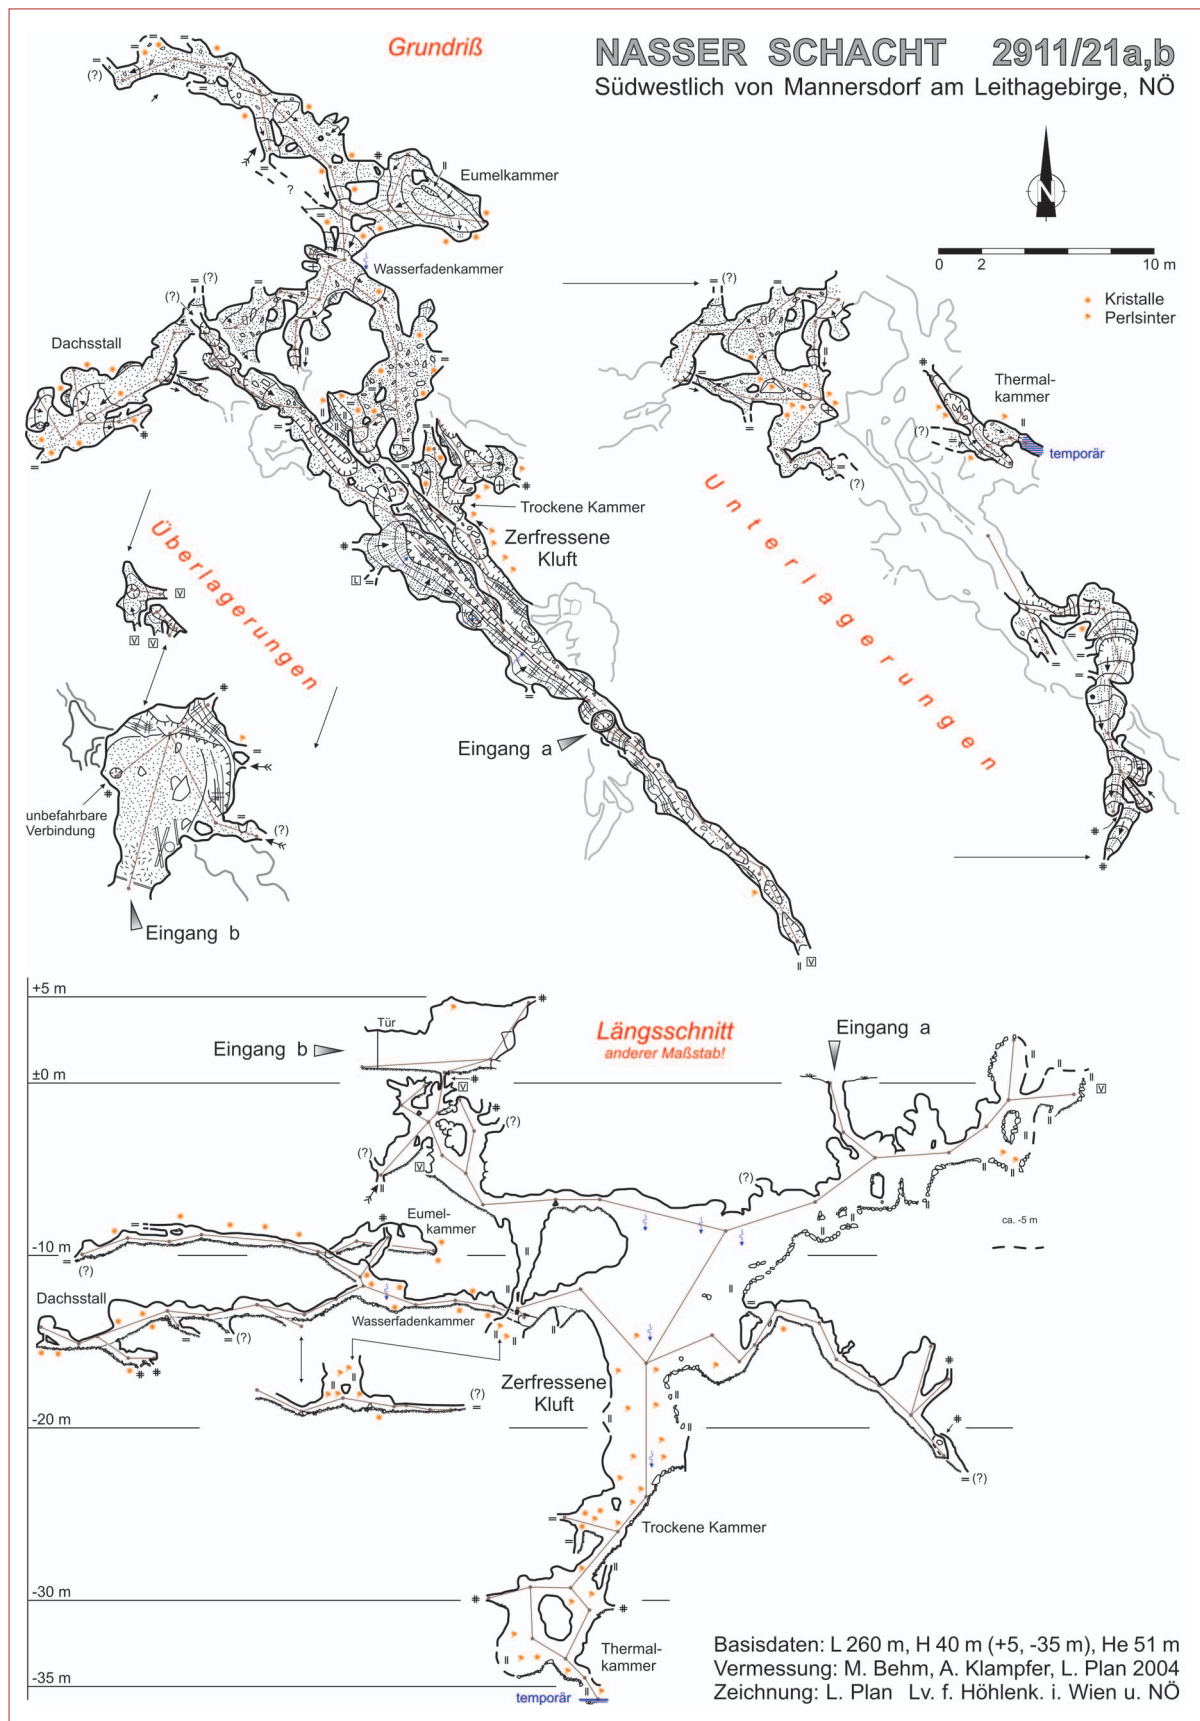 Grundriß
NASSER SCHACHT 2911/21a,b
Südwestlich von Mannersdorf am Leithagebirge, NÖ
(?)
?
Eumelkammer
N
Wasserfadenkammer
0 2 10 m
Kristalle
Perlsinter
(?)
(?)
(?)
Dachsstall
Thermal-
kammer
(?)
temporär
(?)
Trockene Kammer
Zerfressene
Kluft
L
Überlagerungen
Unterlagerungen
V
V V
Eingang a
unbefahrbare
Verbindung
(?)
Eingang b
V
+5 m
Tür
Längsschnitt
anderer Maßstab!
Eingang a
Eingang b
±0 m
V
V
(?)
(?)
V
(?)
Eumel-
kammer
ca. -5 m
-10 m
(?)
Dachsstall
Wasserfadenkammer
(?)
Zerfressene
Kluft
(?)
-20 m
(?)
Trockene Kammer
-30 m
Thermal-
kammer
-35 m
temporär
Basisdaten: L 260 m, H 40 m (+5, -35 m), He 51 m
Vermessung: M. Behm, A. Klampfer, L. Plan 2004
Zeichnung: L. Plan Lv. f. Höhlenk. i. Wien u. NÖ